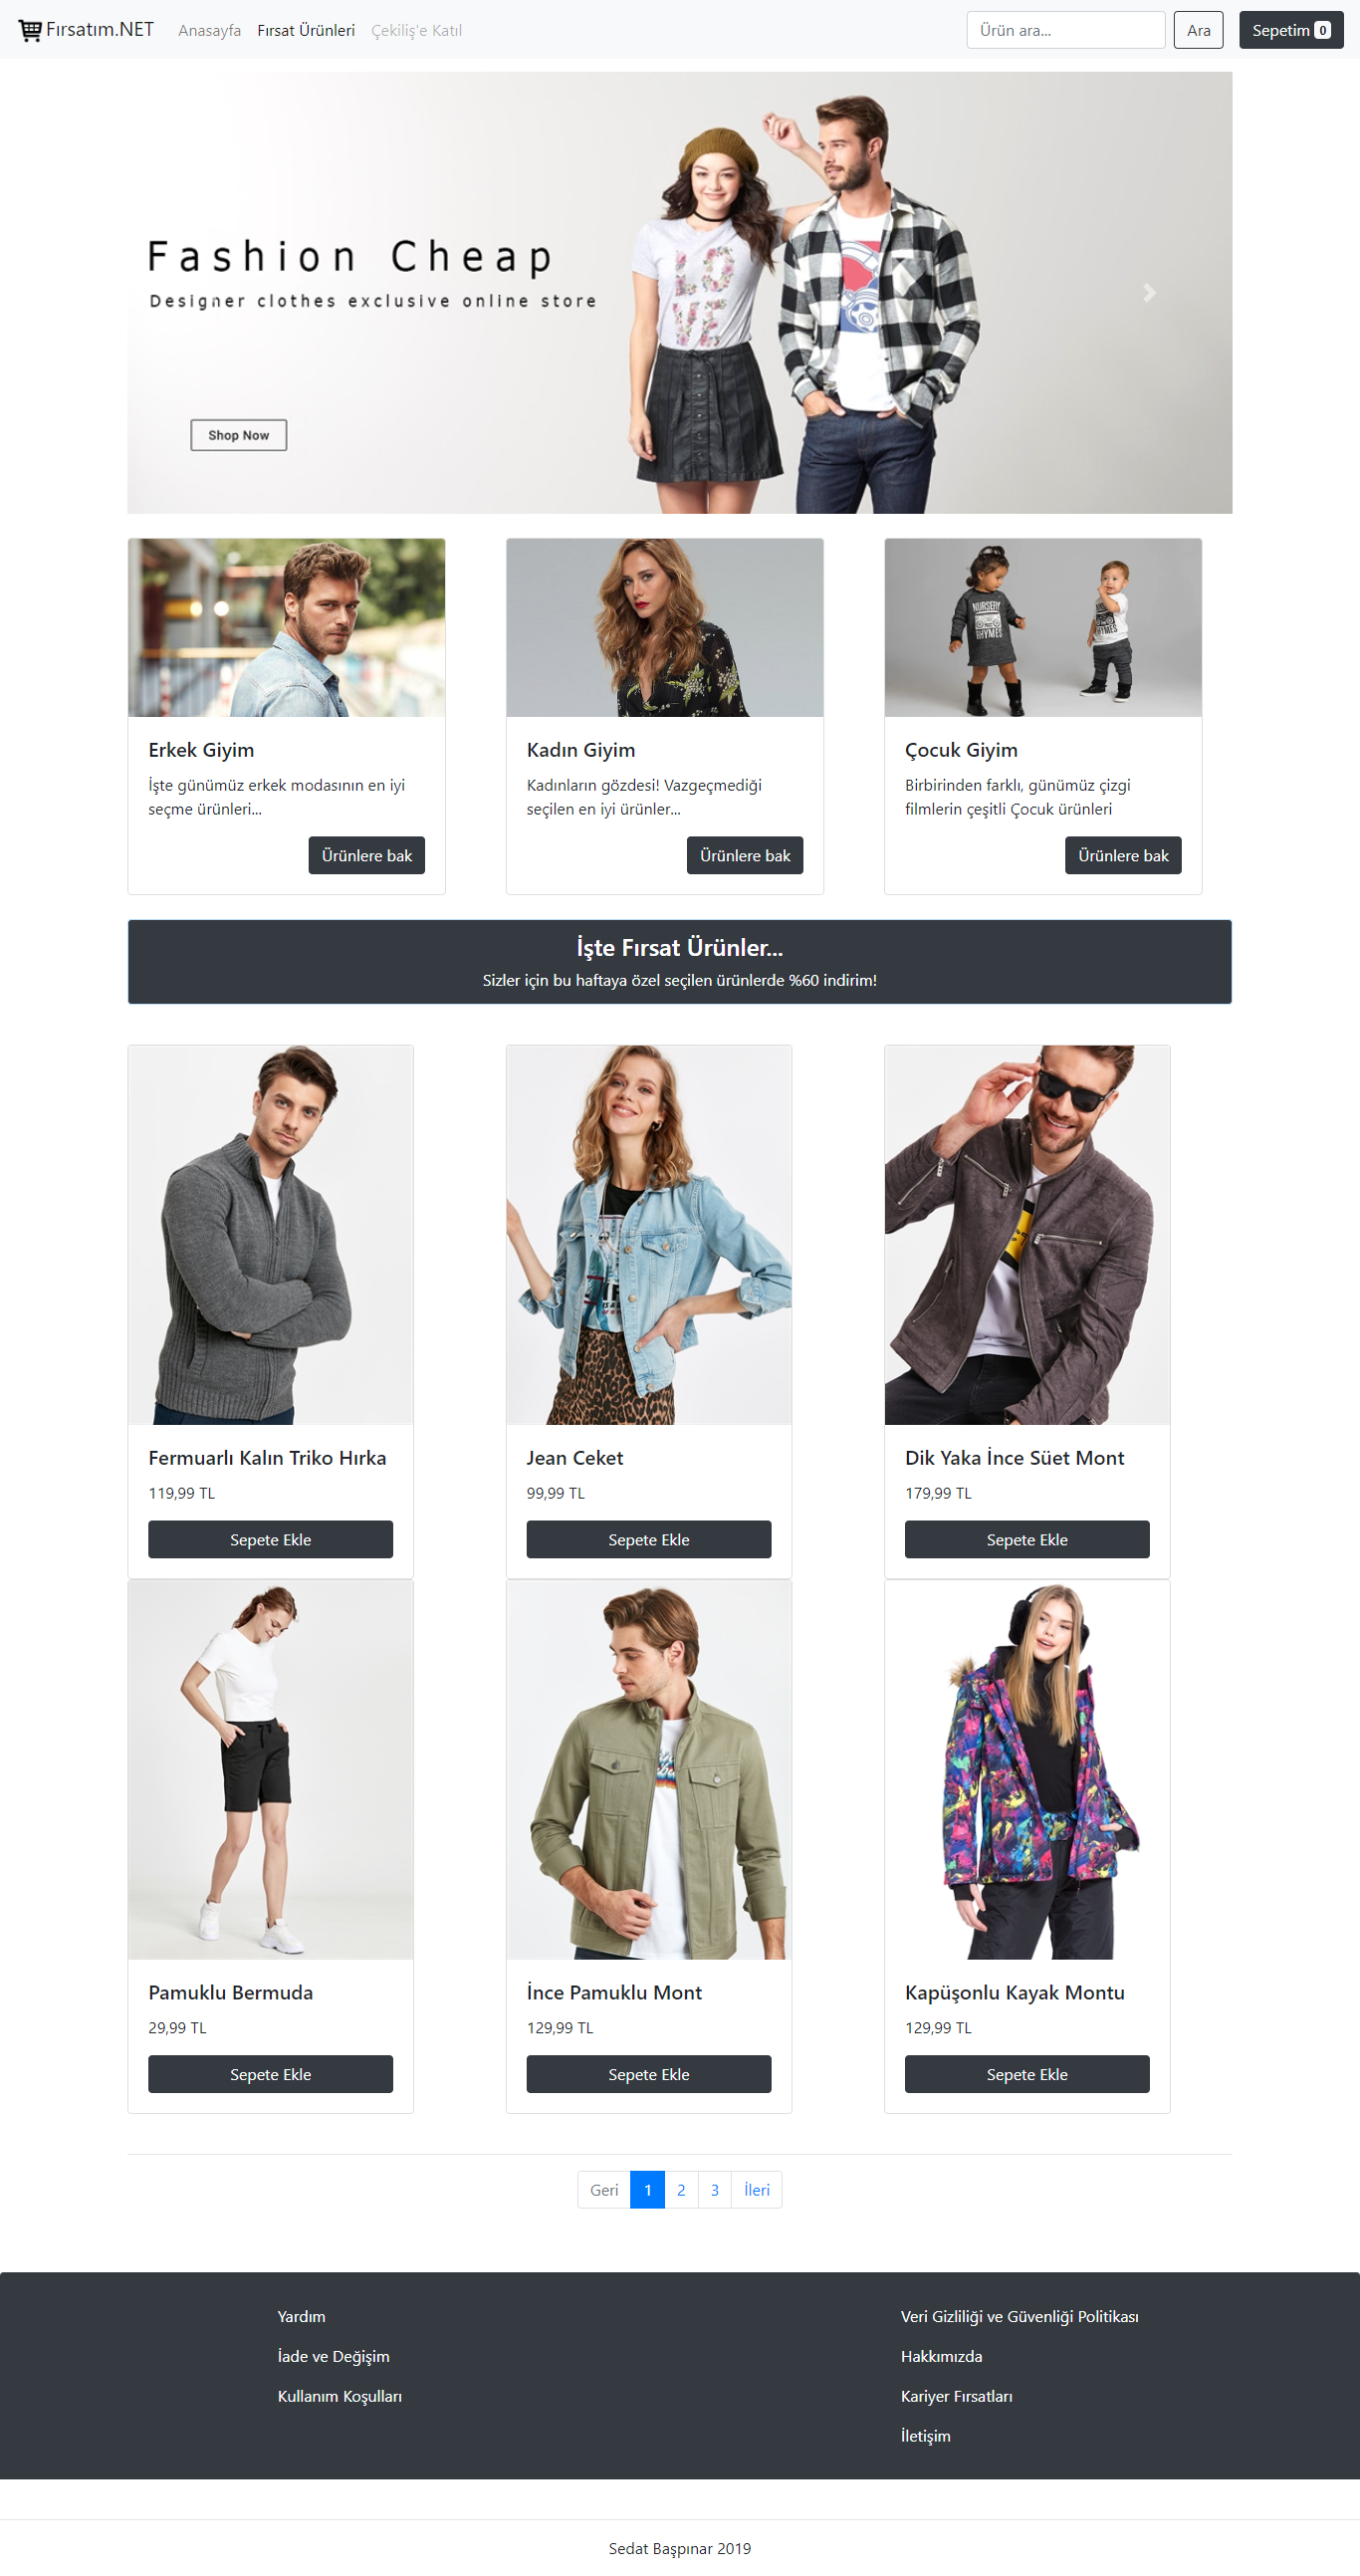 Fırsatım.NET Anasayfa Fırsat Ürünleri Çekiliş'e Katıl Ürün ara... Ara Sepetim 0
Fashion Cheap
Designer clothes exclusive online store
Shop Now
LO
VE
NURSERY
RHYMES
NURSERY
RHYMES
Erkek Giyim
İşte günümüz erkek modasının en iyi
seçme ürünleri...
Ürünlere bak
Kadın Giyim
Kadınların gözdesi! Vazgeçmediği
seçilen en iyi ürünler...
Ürünlere bak
Çocuk Giyim
Birbirinden farklı, günümüz çizgi
filmlerin çeşitli Çocuk ürünleri
Ürünlere bak
İşte Fırsat Ürünler...
Sizler için bu haftaya özel seçilen ürünlerde %60 indirim!
Fermuarlı Kalın Triko Hırka
119,99 TL
Sepete Ekle
Jean Ceket
99,99 TL
Sepete Ekle
Dik Yaka İnce Süet Mont
179,99 TL
Sepete Ekle
Pamuklu Bermuda
29,99 TL
Sepete Ekle
İnce Pamuklu Mont
129,99 TL
Sepete Ekle
Kapüşonlu Kayak Montu
129,99 TL
Sepete Ekle
Geri 1 2 3 İleri
Yardım
İade ve Değişim
Kullanım Koşulları
Veri Gizliliği ve Güvenliği Politikası
Hakkımızda
Kariyer Fırsatları
İletişim
Sedat Başpınar 2019